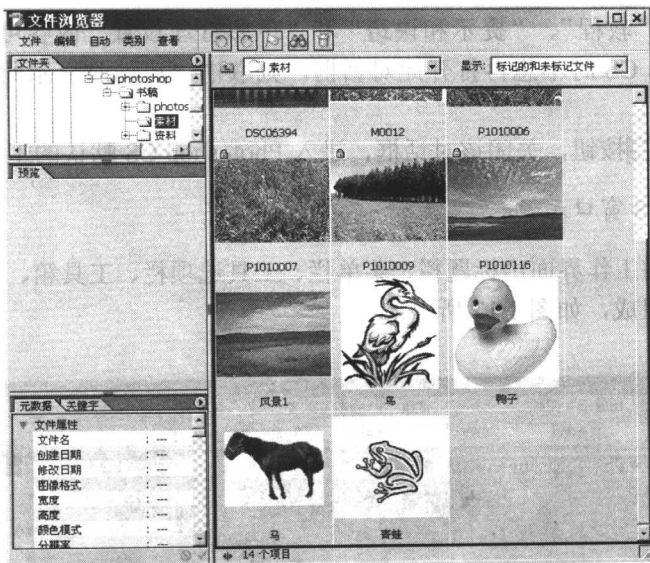 文件浏览器
文件 编辑 自动 类别 查看
文件夹
photoshop
书稿
photos
素材
资料
预览
元数据 关键字
文件属性
文件名 : ---
创建日期 : ---
修改日期 : ---
图像格式 : ---
宽度 : ---
高度 : ---
颜色模式 : ---
分辨率 : ---
素材
显示: 标记的和未标记文件
DSC06394 M0012 P1010006
P1010007 P1010009 P1010116
风景1 鸟 鸭子
马 青蛙
14 个项目